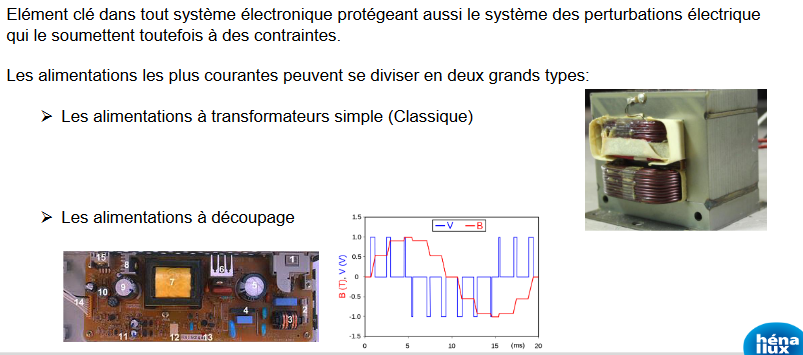 Elément clé dans tout système électronique protégeant aussi le système des perturbations électrique
qui le soumettent toutefois à des contraintes.
Les alimentations les plus courantes peuvent se diviser en deux grands types:
➢ Les alimentations à transformateurs simple (Classique)
➢ Les alimentations à découpage
15
8
6
1
7
9
5
10
14
2
4
3
11
12
13
V B
B (T), V (V)
1.5
1.0
0.5
0
-0.5
-1.0
-1.5
0 5 10 15 (ms) 20
héna
llux